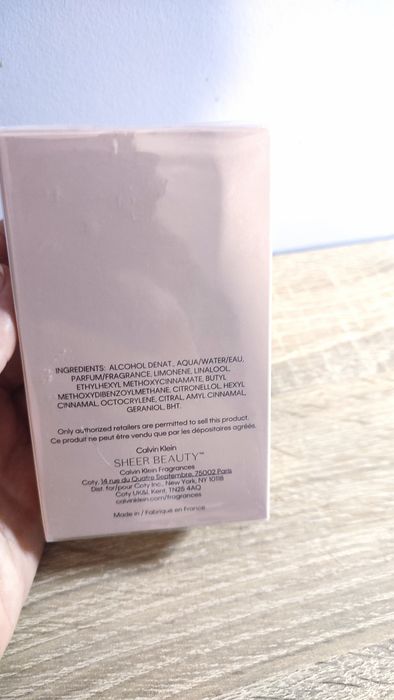 INGREDIENTS: ALCOHOL DENAT., AQUA/WATER/EAU,
PARFUM/FRAGRANCE, LIMONENE, LINALOOL,
ETHYLHEXYL METHOXYCINNAMATE, BUTYL
METHOXYDIBENZOYLMETHANE, CITRONELLOL, HEXYL
CINNAMAL, OCTOCRYLENE, CITRAL, AMYL CINNAMAL,
GERANIOL, BHT.
Only authorized retailers are permitted to sell this product.
Ce produit ne peut être vendu que par les dépositaires agréés.
Calvin Klein
SHEER BEAUTY™
Calvin Klein Fragrances
Coty, 14 rue du Quatre Septembre, 75002 Paris
Dist. for/pour Coty Inc., New York, NY 10118
Coty UK&I, Kent, TN25 4AQ
calvinklein.com/fragrances
Made in / Fabriqué en France